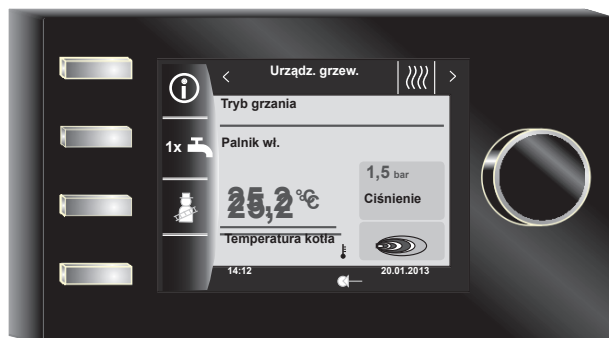 Urządz. grzew.
Tryb grzania
1x
Palnik wł.
1,5 bar
25,2 °C
Ciśnienie
Temperatura kotła
14:12
20.01.2013